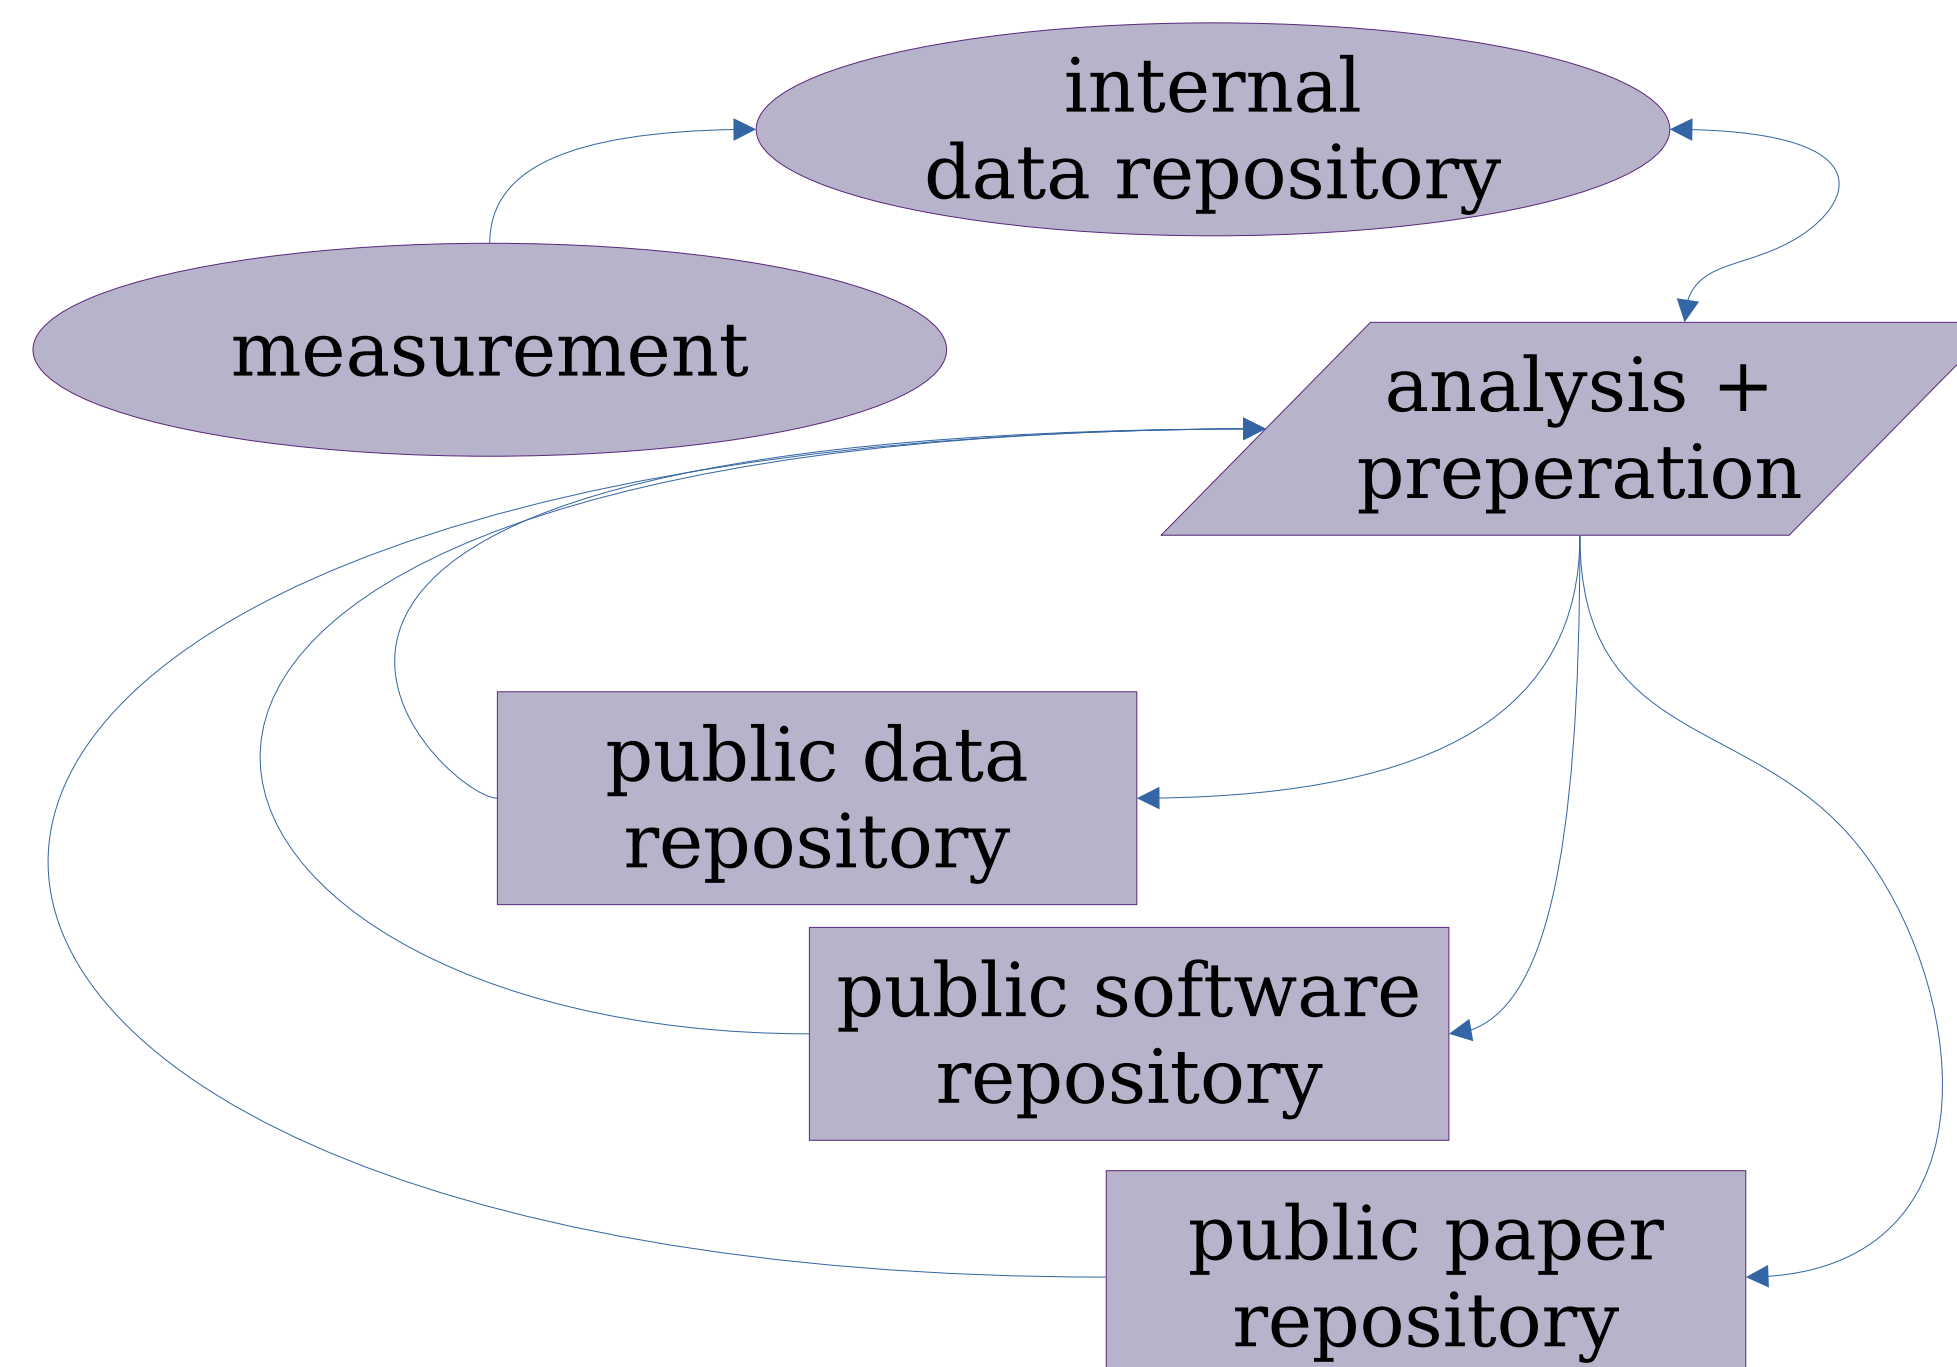 internal
data repository
measurement
analysis +
preperation
public data
repository
public software
repository
public paper
repository